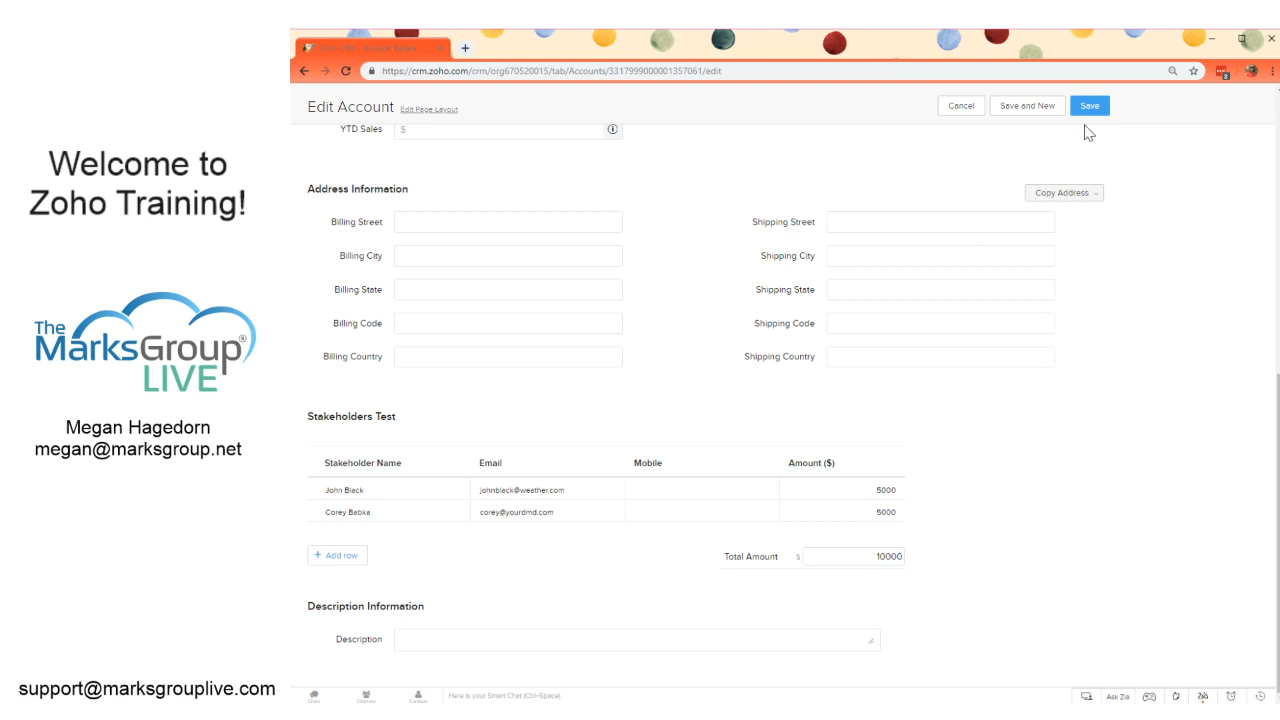 Welcome to
Zoho Training!
The
MarksGroup®
LIVE
Megan Hagedorn
megan@marksgroup.net
support@marksgrouplive.com
https://crm.zoho.com/crm/org670520015/tab/Accounts/3317999000001357061/edit
Edit Account Edit Page Layout Cancel Save and New Save
YTD Sales $
Address Information
Copy Address
Billing Street Shipping Street
Billing City Shipping City
Billing State Shipping State
Billing Code Shipping Code
Billing Country Shipping Country
Stakeholders Test
Stakeholder Name Email Mobile Amount ($)
John Black johnblack@weather.com 5000
Corey Babka corey@yourdmd.com 5000
+ Add row Total Amount $ 10000
Description Information
Description
Chats Channels Contacts Here is your Smart Chat (Ctrl+Space) Ask Zia